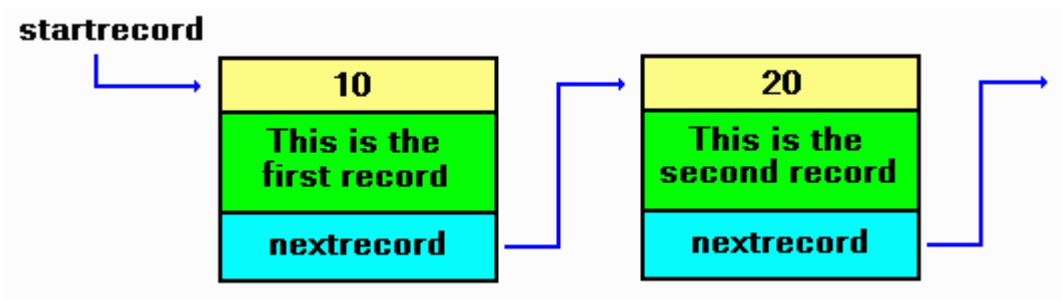 startrecord
10
This is the
first record
nextrecord
20
This is the
second record
nextrecord